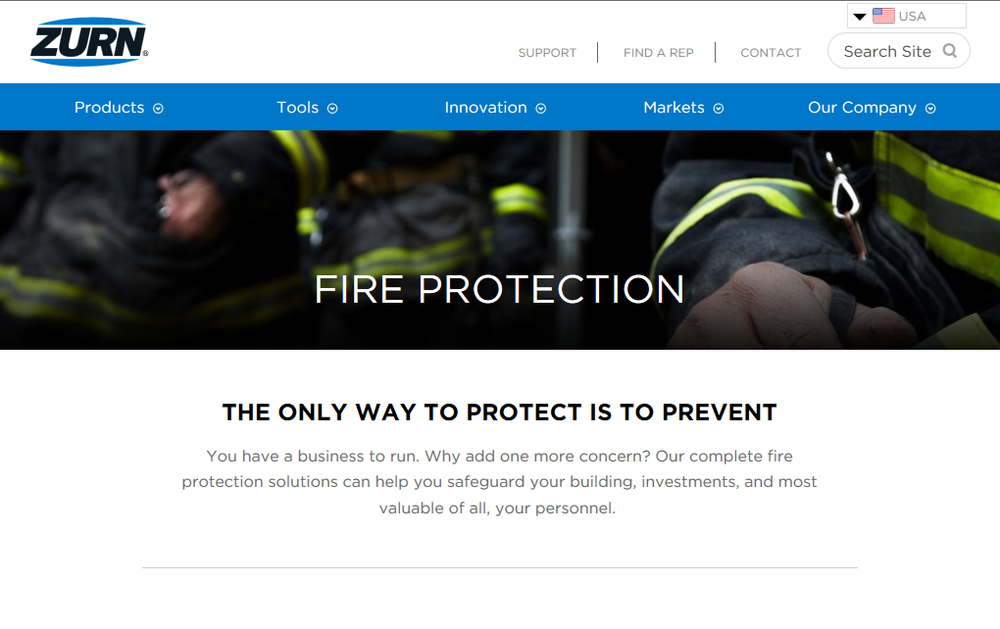 USA
ZURN®
SUPPORT
FIND A REP
CONTACT
Search Site
Products
Tools
Innovation
Markets
Our Company
FIRE PROTECTION
THE ONLY WAY TO PROTECT IS TO PREVENT
You have a business to run. Why add one more concern? Our complete fire
protection solutions can help you safeguard your building, investments, and most
valuable of all, your personnel.